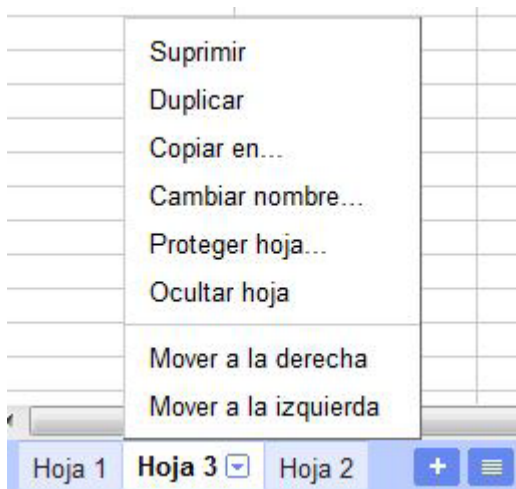 Suprimir
Duplicar
Copiar en...
Cambiar nombre...
Proteger hoja...
Ocultar hoja
Mover a la derecha
Mover a la izquierda
Hoja 1 Hoja 3 Hoja 2